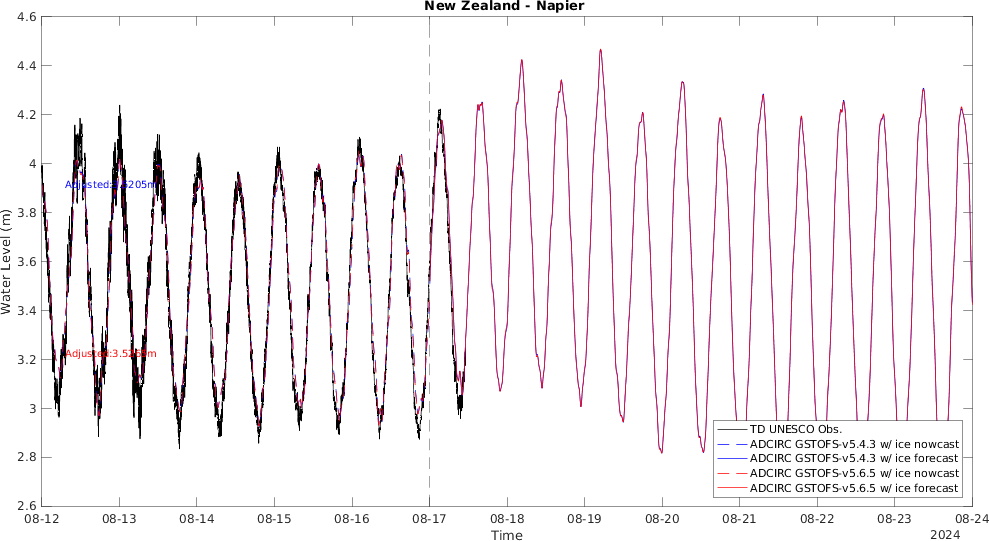 New Zealand - Napier
4.6
4.4
4.2
4
3.8
3.6
3.4
3.2
3
2.8
2.6
Water Level (m)
Adjusted:
Adjusted:3.5
TD UNESCO Obs.
ADCIRC GSTOFS-v5.4.3 w/ ice nowcast
ADCIRC GSTOFS-v5.4.3 w/ ice forecast
ADCIRC GSTOFS-v5.6.5 w/ ice nowcast
ADCIRC GSTOFS-v5.6.5 w/ ice forecast
08-12 08-13 08-14 08-15 08-16 08-17 08-18 08-19 08-20 08-21 08-22 08-23 08-24
Time
2024